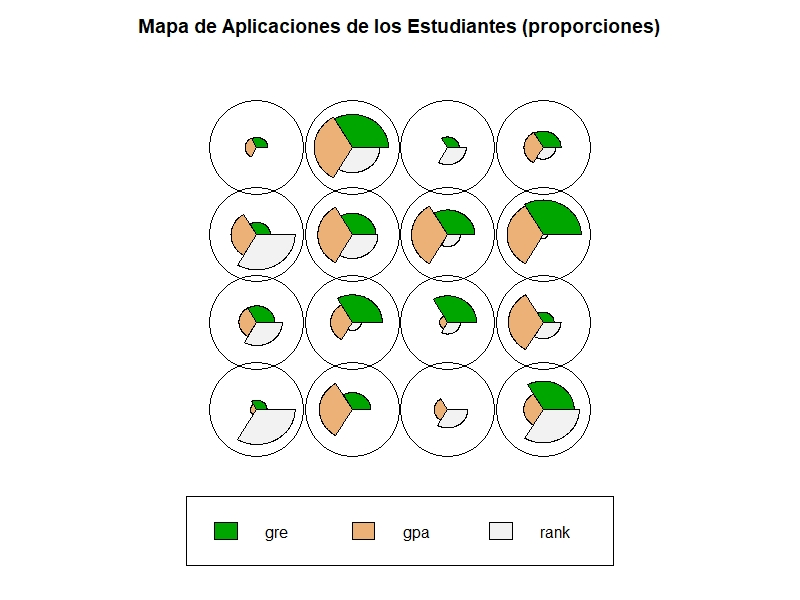 Mapa de Aplicaciones de los Estudiantes (proporciones)
gre gpa rank